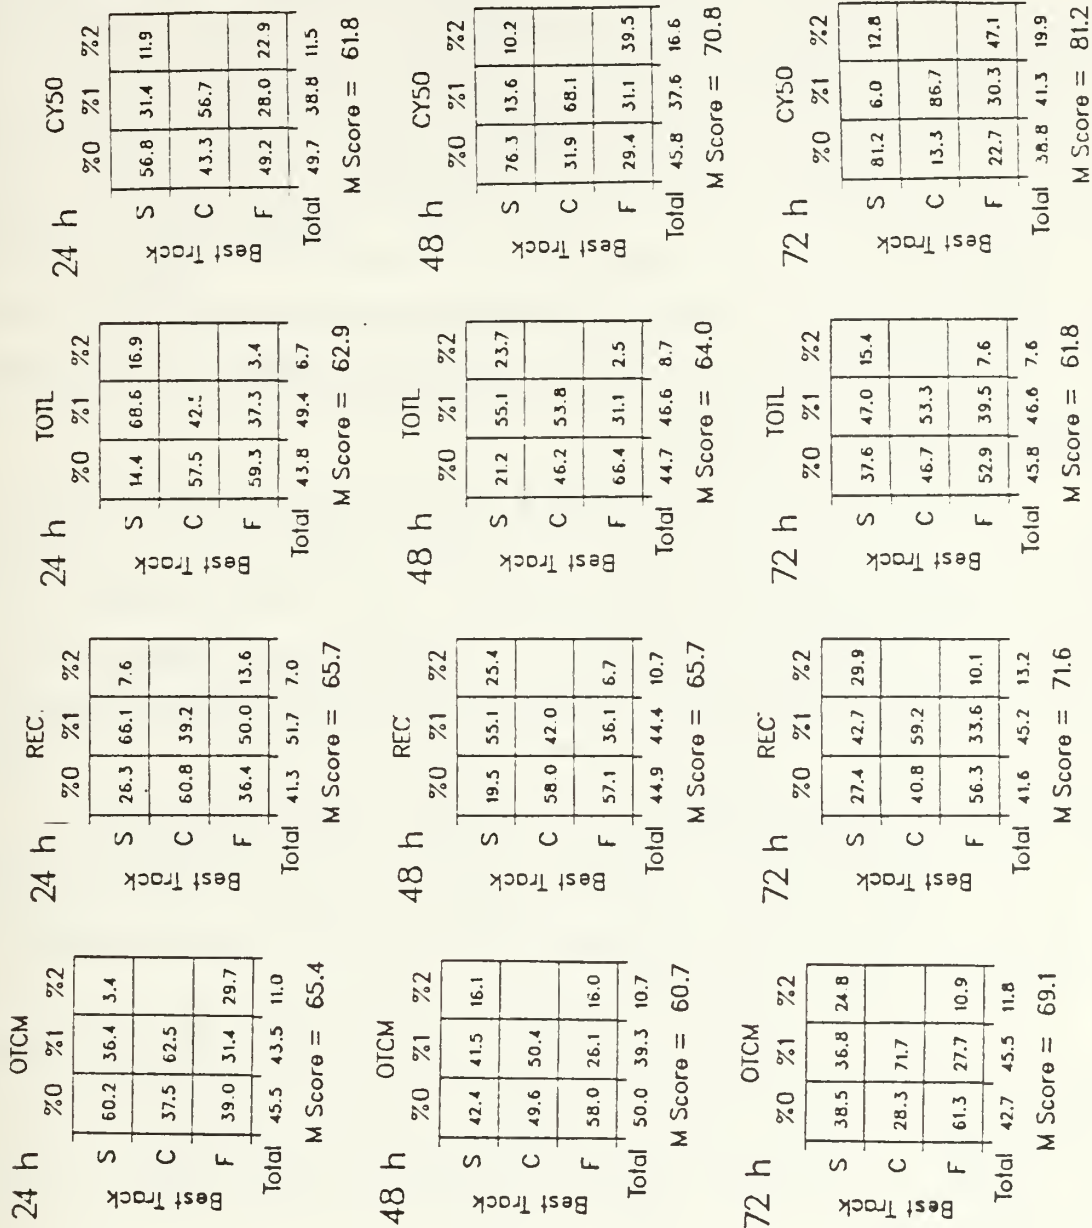 24 h
OTCM
%0 %1 %2
Best Track
S 60.2 36.4 3.4
C 37.5 62.5
F 39.0 31.4 29.7
Total 45.5 43.5 11.0
M Score = 65.4
24 h
REC
%0 %1 %2
Best Track
S 26.3 66.1 7.6
C 60.8 39.2
F 36.4 50.0 13.6
Total 41.3 51.7 7.0
M Score = 65.7
24 h
TOTL
%0 %1 %2
Best Track
S 14.4 68.6 16.9
C 57.5 42.5
F 59.3 37.3 3.4
Total 43.8 49.4 6.7
M Score = 62.9
24 h
CY50
%0 %1 %2
Best Track
S 56.8 31.4 11.9
C 43.3 56.7
F 49.2 28.0 22.9
Total 49.7 38.8 11.5
M Score = 61.8
48 h
OTCM
%0 %1 %2
Best Track
S 42.4 41.5 16.1
C 49.6 50.4
F 58.0 26.1 16.0
Total 50.0 39.3 10.7
M Score = 60.7
48 h
REC
%0 %1 %2
Best Track
S 19.5 55.1 25.4
C 58.0 42.0
F 57.1 36.1 6.7
Total 44.9 44.4 10.7
M Score = 65.7
48 h
TOTL
%0 %1 %2
Best Track
S 21.2 55.1 23.7
C 46.2 53.8
F 66.4 31.1 2.5
Total 44.7 46.6 8.7
M Score = 64.0
48 h
CY50
%0 %1 %2
Best Track
S 76.3 13.6 10.2
C 31.9 68.1
F 29.4 31.1 39.5
Total 45.8 37.6 16.6
M Score = 70.8
72 h
OTCM
%0 %1 %2
Best Track
S 38.5 36.8 24.8
C 28.3 71.7
F 61.3 27.7 10.9
Total 42.7 45.5 11.8
M Score = 69.1
72 h
REC
%0 %1 %2
Best Track
S 27.4 42.7 29.9
C 40.8 59.2
F 56.3 33.6 10.1
Total 41.6 45.2 13.2
M Score = 71.6
72 h
TOTL
%0 %1 %2
Best Track
S 37.6 47.0 15.4
C 46.7 53.3
F 52.9 39.5 7.6
Total 45.8 46.6 7.6
M Score = 61.8
72 h
CY50
%0 %1 %2
Best Track
S 81.2 6.0 12.8
C 13.3 86.7
F 22.7 30.3 47.1
Total 38.8 41.3 19.9
M Score = 81.2